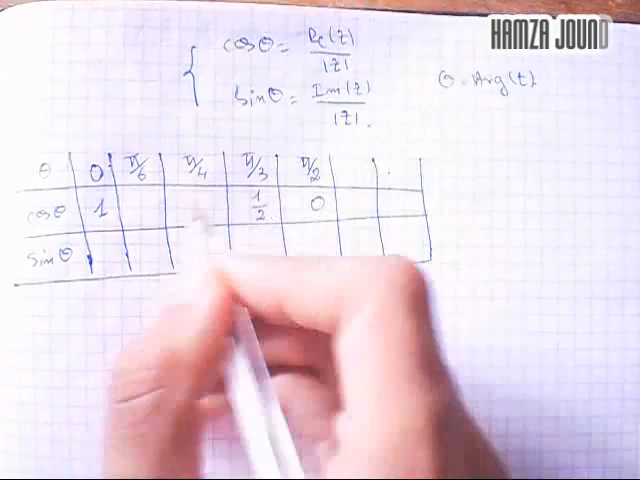 HAMZA JOUND
cosθ = Re(z)/|z|
sinθ = Im(z)/|z|.
θ = Arg(z)
θ 0 π/6 π/4 π/3 π/2
cosθ 1 1/2 0
sinθ